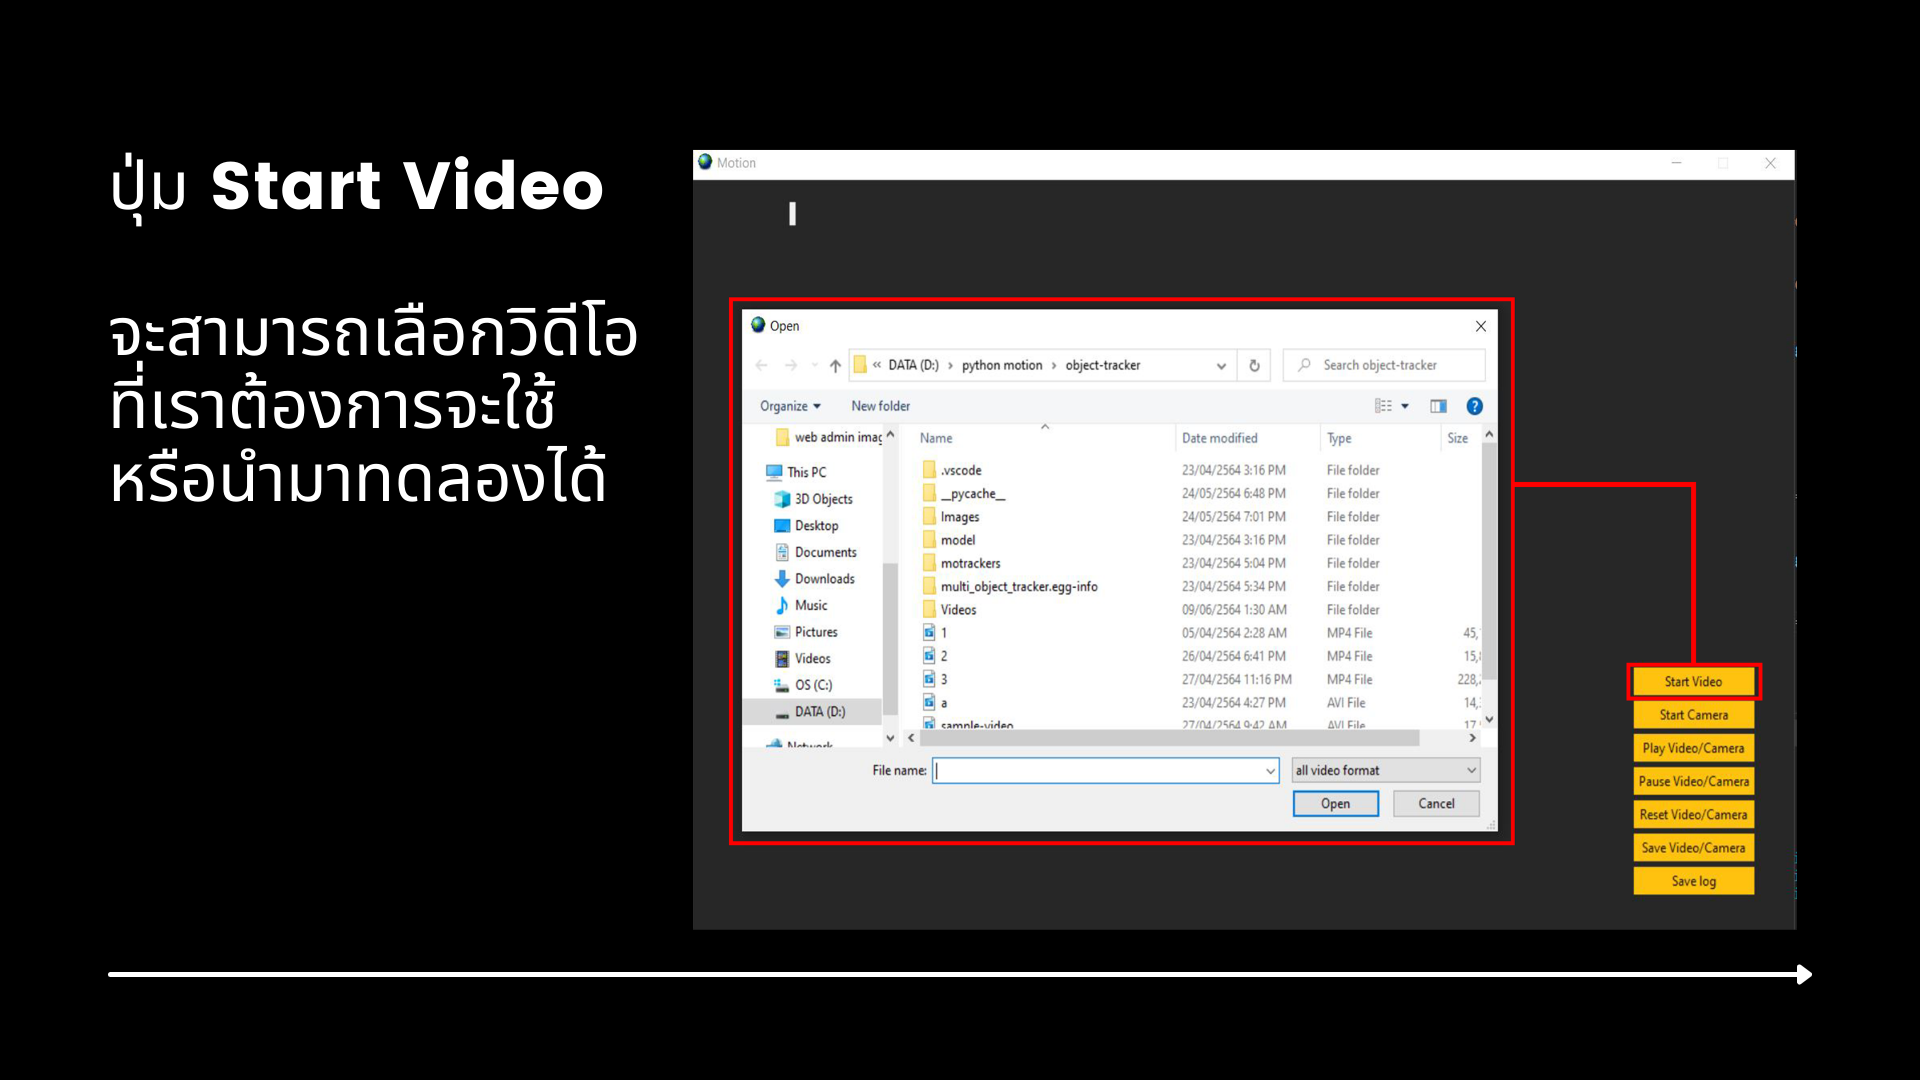 ปุ่ม Start Video
จะสามารถเลือกวิดีโอ
ที่เราต้องการจะใช้
หรือนำมาทดลองได้
Motion
Open
« DATA (D:) › python motion › object-tracker
Search object-tracker
Organize
New folder
web admin imag
This PC
3D Objects
Desktop
Documents
Downloads
Music
Pictures
Videos
OS (C:)
DATA (D:)
Network
Name Date modified Type Size
.vscode 23/04/2564 3:16 PM File folder
__pycache__ 24/05/2564 6:48 PM File folder
Images 24/05/2564 7:01 PM File folder
model 23/04/2564 3:16 PM File folder
motrackers 23/04/2564 5:04 PM File folder
multi_object_tracker.egg-info 23/04/2564 5:34 PM File folder
Videos 09/06/2564 1:30 AM File folder
1 05/04/2564 2:28 AM MP4 File 45,
2 26/04/2564 6:41 PM MP4 File 15,
3 27/04/2564 11:16 PM MP4 File 228,
a 23/04/2564 4:27 PM AVI File 14,
sample-video 27/04/2564 9:42 AM AVI File 17
File name:
all video format
Open
Cancel
Start Video
Start Camera
Play Video/Camera
Pause Video/Camera
Reset Video/Camera
Save Video/Camera
Save log